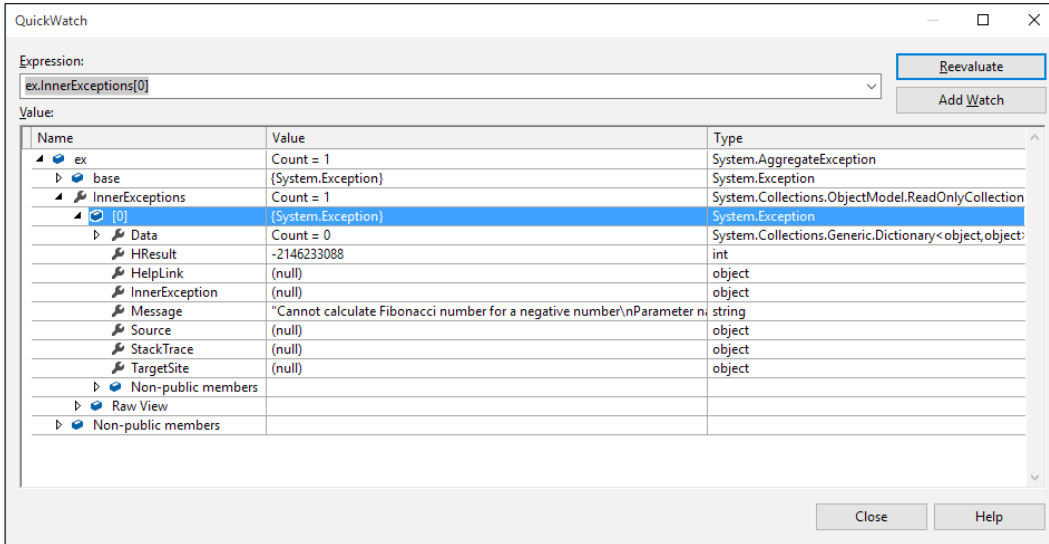 QuickWatch
Expression:
Reevaluate
ex.InnerExceptions[0]
Add Watch
Value:
Name Value Type
ex Count = 1 System.AggregateException
base {System.Exception} System.Exception
InnerExceptions Count = 1 System.Collections.ObjectModel.ReadOnlyCollection
[0] {System.Exception} System.Exception
Data Count = 0 System.Collections.Generic.Dictionary<object,object>
HResult -2146233088 int
HelpLink (null) object
InnerException (null) object
Message "Cannot calculate Fibonacci number for a negative number\nParameter na string
Source (null) object
StackTrace (null) object
TargetSite (null) object
Non-public members
Raw View
Non-public members
Close Help